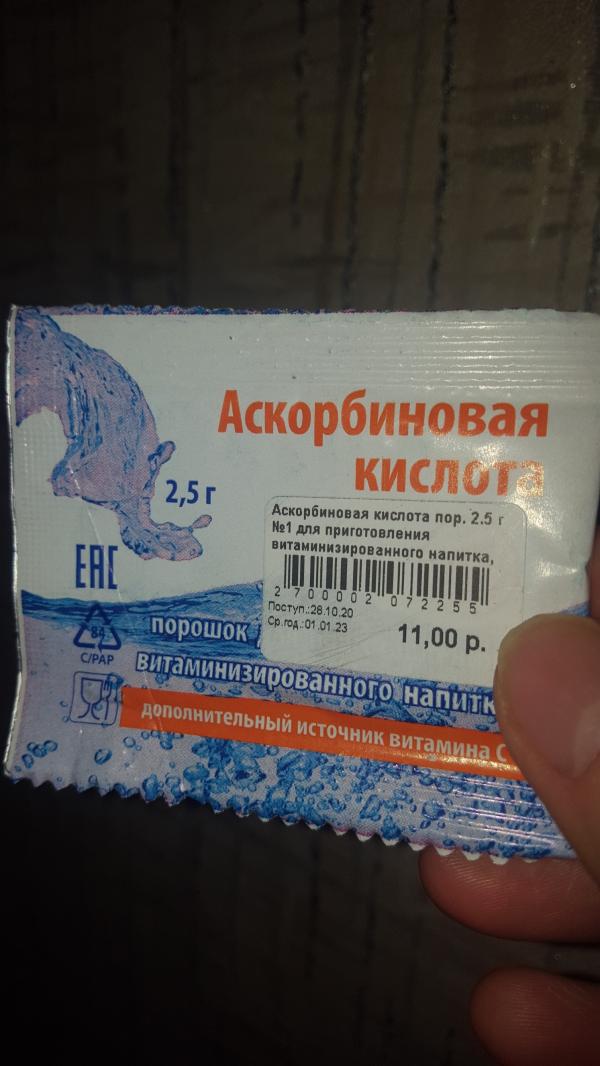 Аскорбиновая
кислота
2,5 г
Аскорбиновая кислота пор. 2.5 г
№1 для приготовления
витаминизированного напитка,
2 700002 072255
Поступ.:28.10.20
Ср.год.:01.01.23
11,00 р.
EAC
84
C/PAP
порошок
витаминизированного напитк
дополнительный источник витамина С